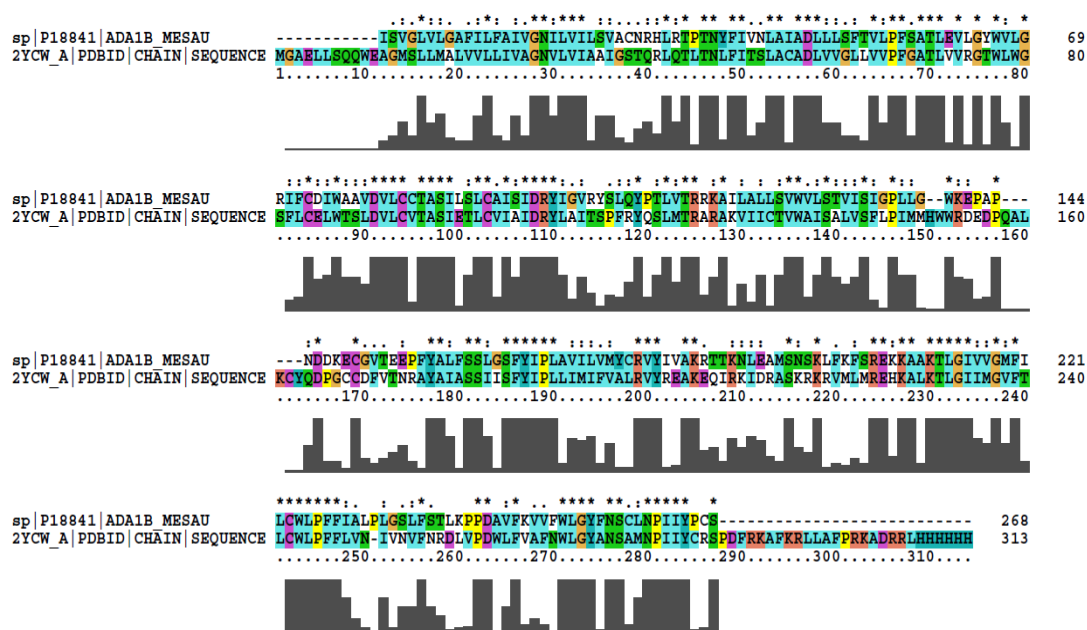 .:.*:::..::*::***:..:.:**.**::.***::***::.:.***:***: * *: *
sp|P18841|ADA1B_MESAU -----------ISVGLVLGAFILFAIVGNILVILSVACNRHLRTPTNYFIVNLAIADLLLSFTVLPFSATLEVLGYWVLG 69
2YCW_A|PDBID|CHAIN|SEQUENCE MGAELLSQQWEAGMSLLMALVVLLIVAGNVLVIAAIGSTQRLQTLTNLFITSLACADLVVGLLVVPFGATLVVRGTWLWG 80
1.......10........20........30........40........50........60........70........80
::*::*:::**** **** ****:***::.: .:** **.*:** : .: *:: *:.* :: **. *
sp|P18841|ADA1B_MESAU RIFCDIWAAVDVLCCTASILSLCAISIDRYIGVRYSLQYPTLVTRRKAILALLSVWVLSTVISIGPLLG--WKEPAP--- 144
2YCW_A|PDBID|CHAIN|SEQUENCE SFLCELWTSLDVLCVTASIETLCVIAIDRYLAITSPFRYQSLMTRARAKVIICTVWAISALVSFLPIMMHWWRDEDPQAL 160
.........90.......100.......110.......120.......130.......140.......150.......160
:* *. . .: **:**: *****:::: **: ** :.:: *:.* **: ** *****:*:*:
sp|P18841|ADA1B_MESAU ---NDDKECGVTEEPFYALFSSLGSFYIPLAVILVMYCRVYIVAKRTTKNLEAMSNSKLFKFSREKKAAKTLGIVVGMFI 221
2YCW_A|PDBID|CHAIN|SEQUENCE KCYQDPGCCDFVTNRAYAIASSIISFYIPLLIMIFVALRVYREAKEQIRKIDRASKRKRVMLMREHKALKTLGIIMGVFT 240
.........170.......180.......190.......200.......210.......220.......230.......240
*******:. .: .:* ** :* .. ****.**.:.*****
sp|P18841|ADA1B_MESAU LCWLPFFIALPLGSLFSTLKPPDAVFKVVFWLGYFNSCLNPIIYPCS-------------------------- 268
2YCW_A|PDBID|CHAIN|SEQUENCE LCWLPFFLVN-IVNVFNRDLVPDWLFVAFNWLGYANSAMNPIIYCRSPDFRKAFKRLLAFPRKADRRLHHHHHH 313
.........250.......260.......270.......280.......290.......300.......310...